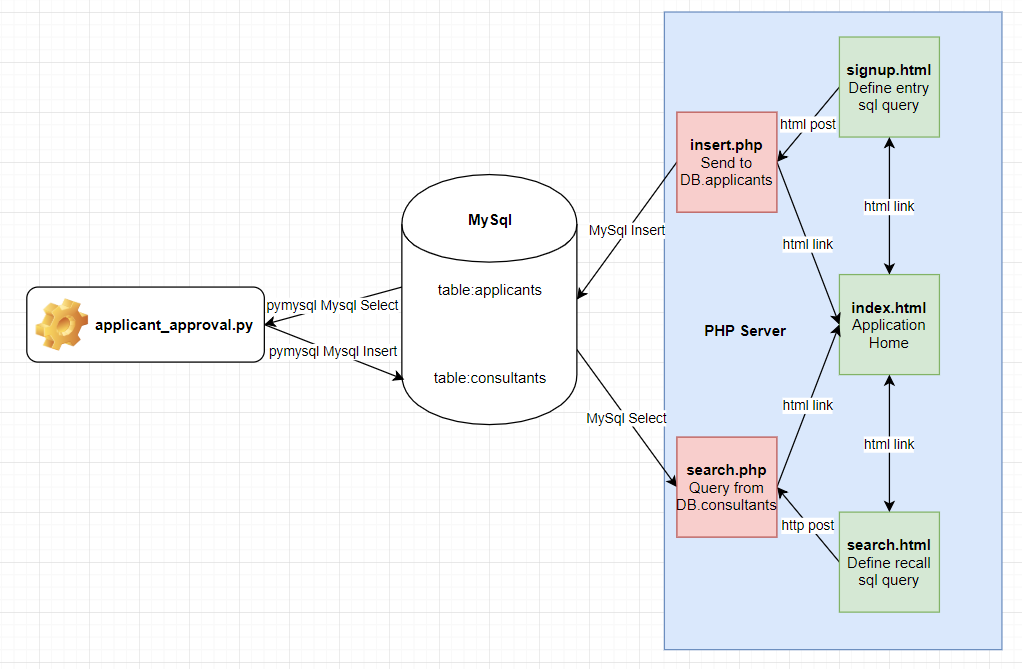 signup.html
Define entry
sql query
html post
insert.php
Send to
DB.applicants
html link
MySql
MySql Insert
html link
table:applicants
pymysql Mysql Select
applicant_approval.py
index.html
Application
Home
PHP Server
pymysql Mysql Insert
table:consultants
html link
MySql Select
html link
search.php
Query from
DB.consultants
http post
search.html
Define recall
sql query